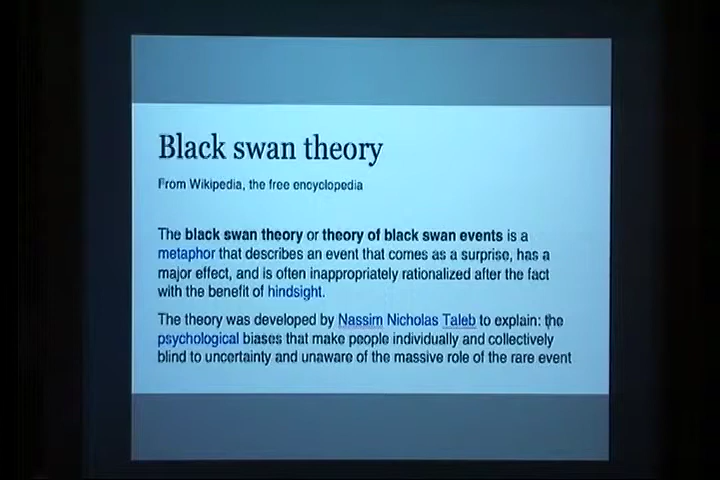 Black swan theory
From Wikipedia, the free encyclopedia
The black swan theory or theory of black swan events is a
metaphor that describes an event that comes as a surprise, has a
major effect, and is often inappropriately rationalized after the fact
with the benefit of hindsight.
The theory was developed by Nassim Nicholas Taleb to explain: the
psychological biases that make people individually and collectively
blind to uncertainty and unaware of the massive role of the rare event